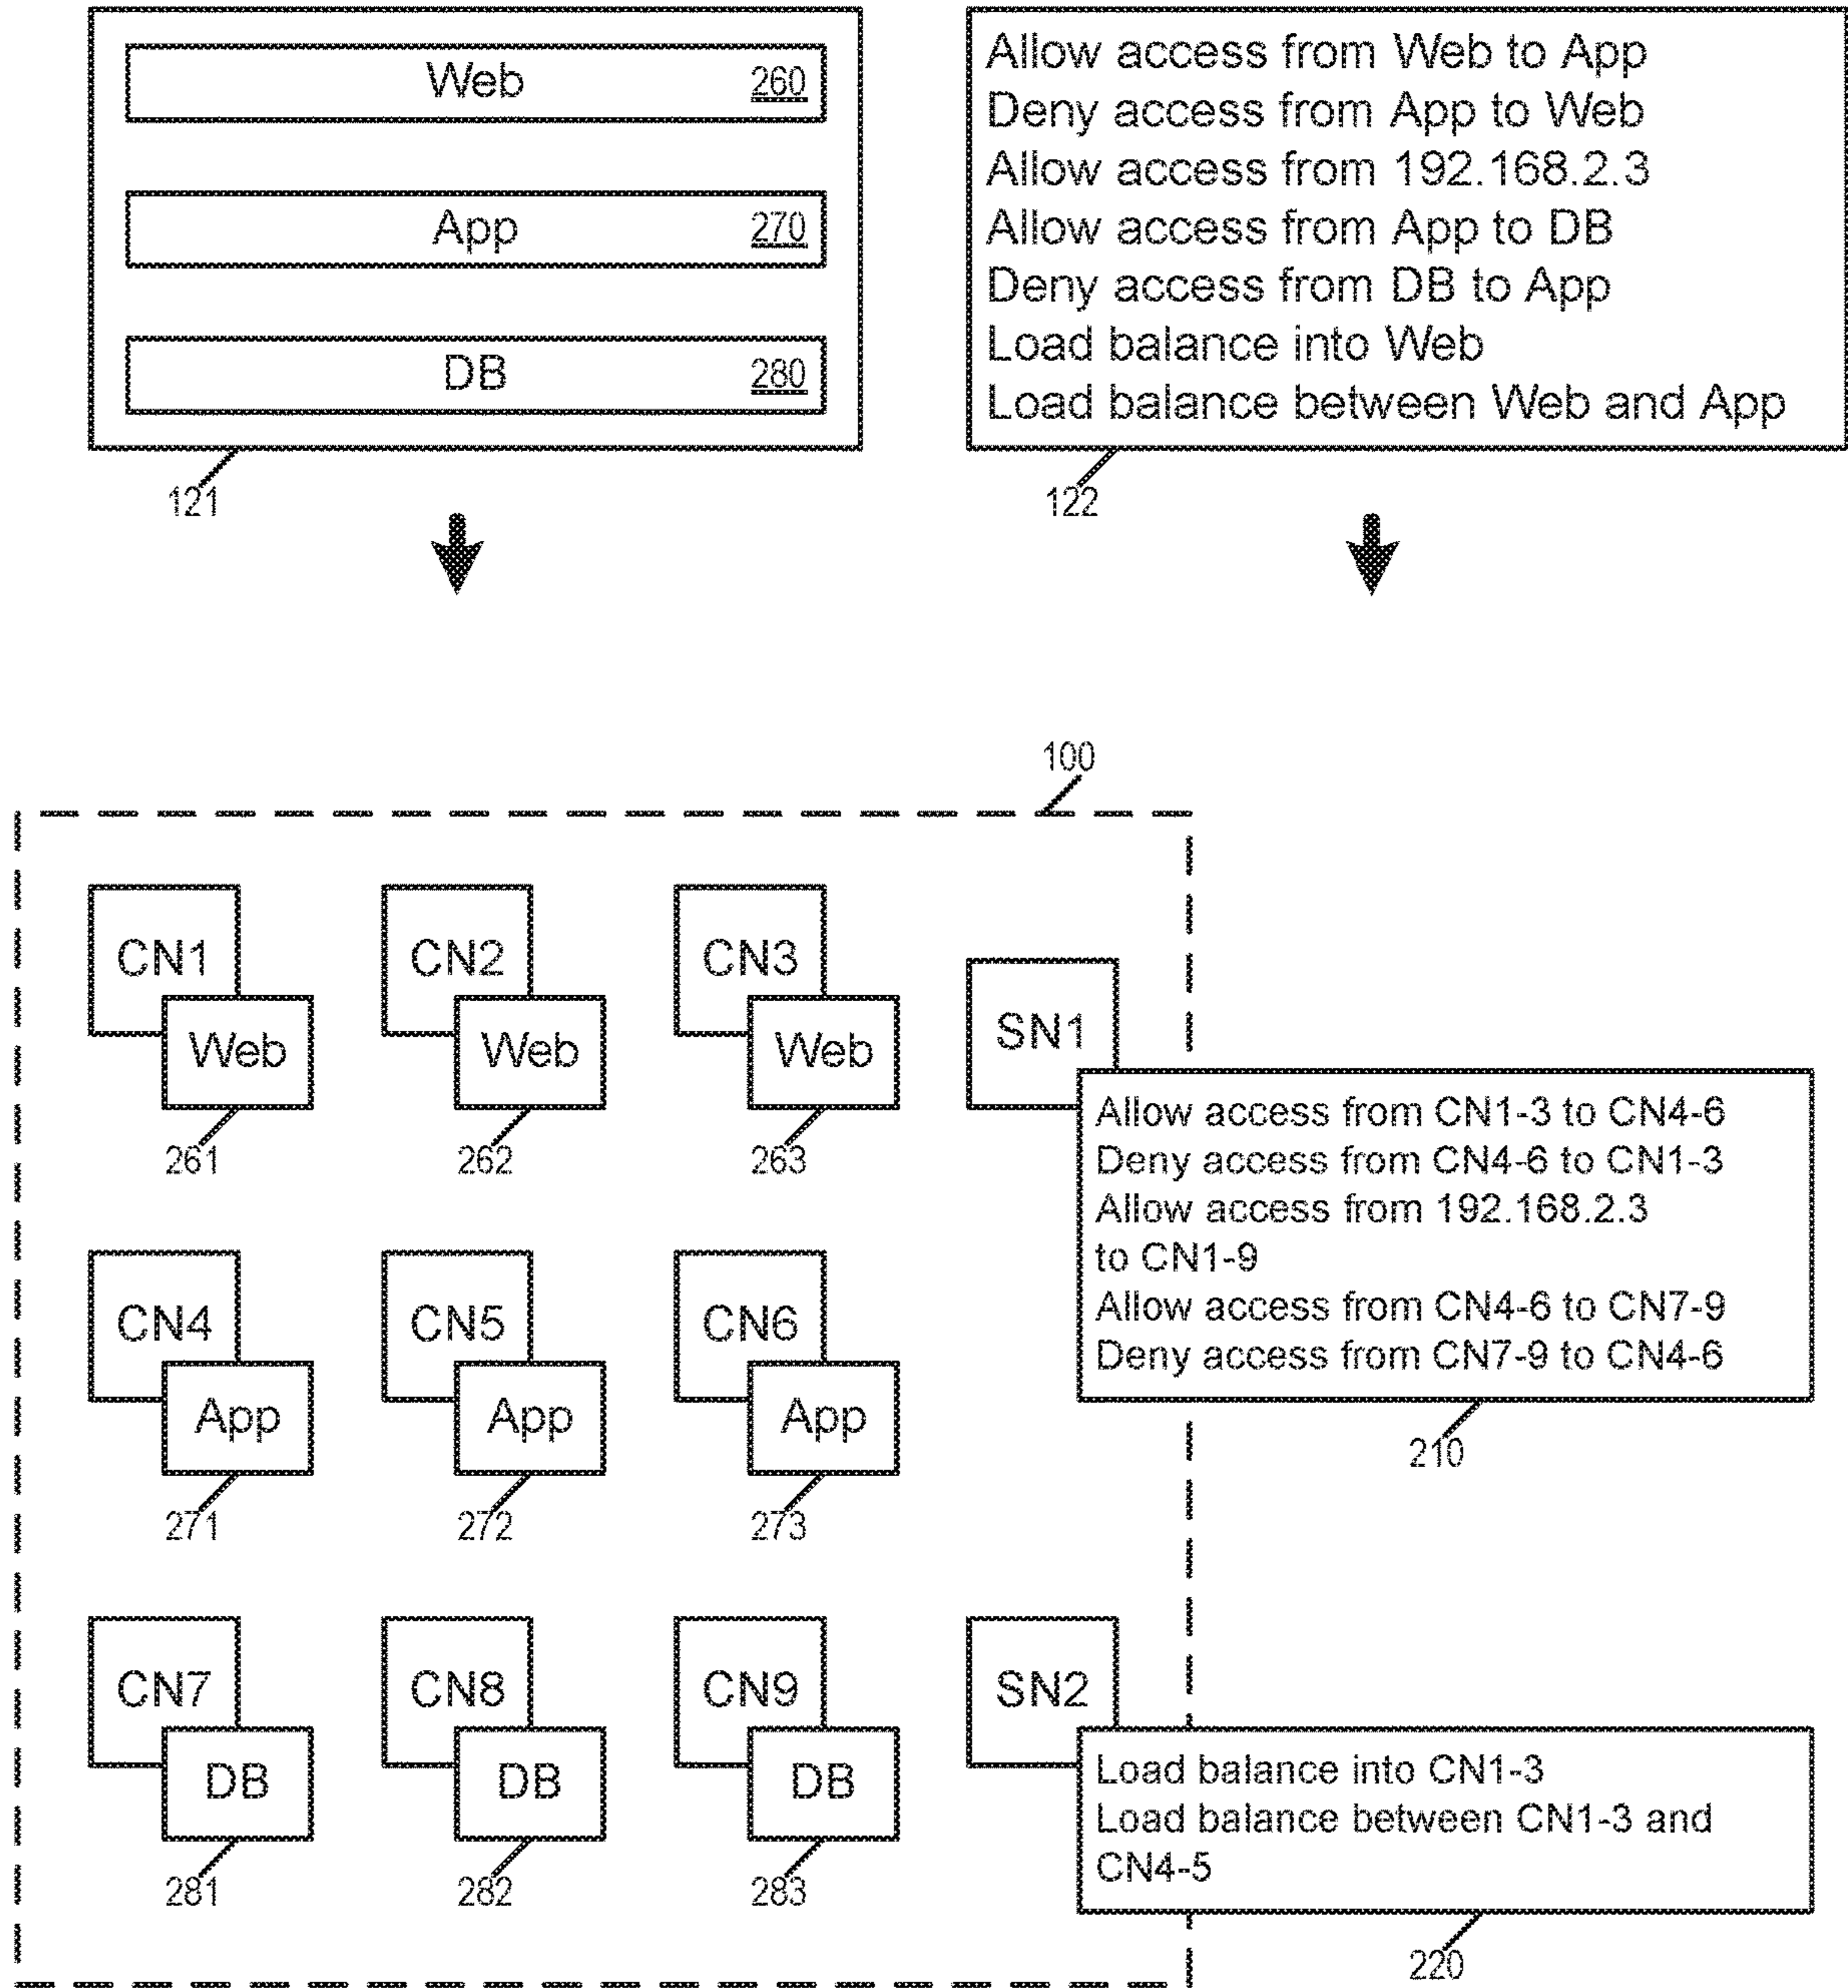 Web 260
App 270
DB 280
121
Allow access from Web to App
Deny access from App to Web
Allow access from 192.168.2.3
Allow access from App to DB
Deny access from DB to App
Load balance into Web
Load balance between Web and App
122
100
CN1
Web
261
CN2
Web
262
CN3
Web
263
SN1
Allow access from CN1-3 to CN4-6
Deny access from CN4-6 to CN1-3
Allow access from 192.168.2.3
to CN1-9
Allow access from CN4-6 to CN7-9
Deny access from CN7-9 to CN4-6
210
CN4
App
271
CN5
App
272
CN6
App
273
CN7
DB
281
CN8
DB
282
CN9
DB
283
SN2
Load balance into CN1-3
Load balance between CN1-3 and
CN4-5
220